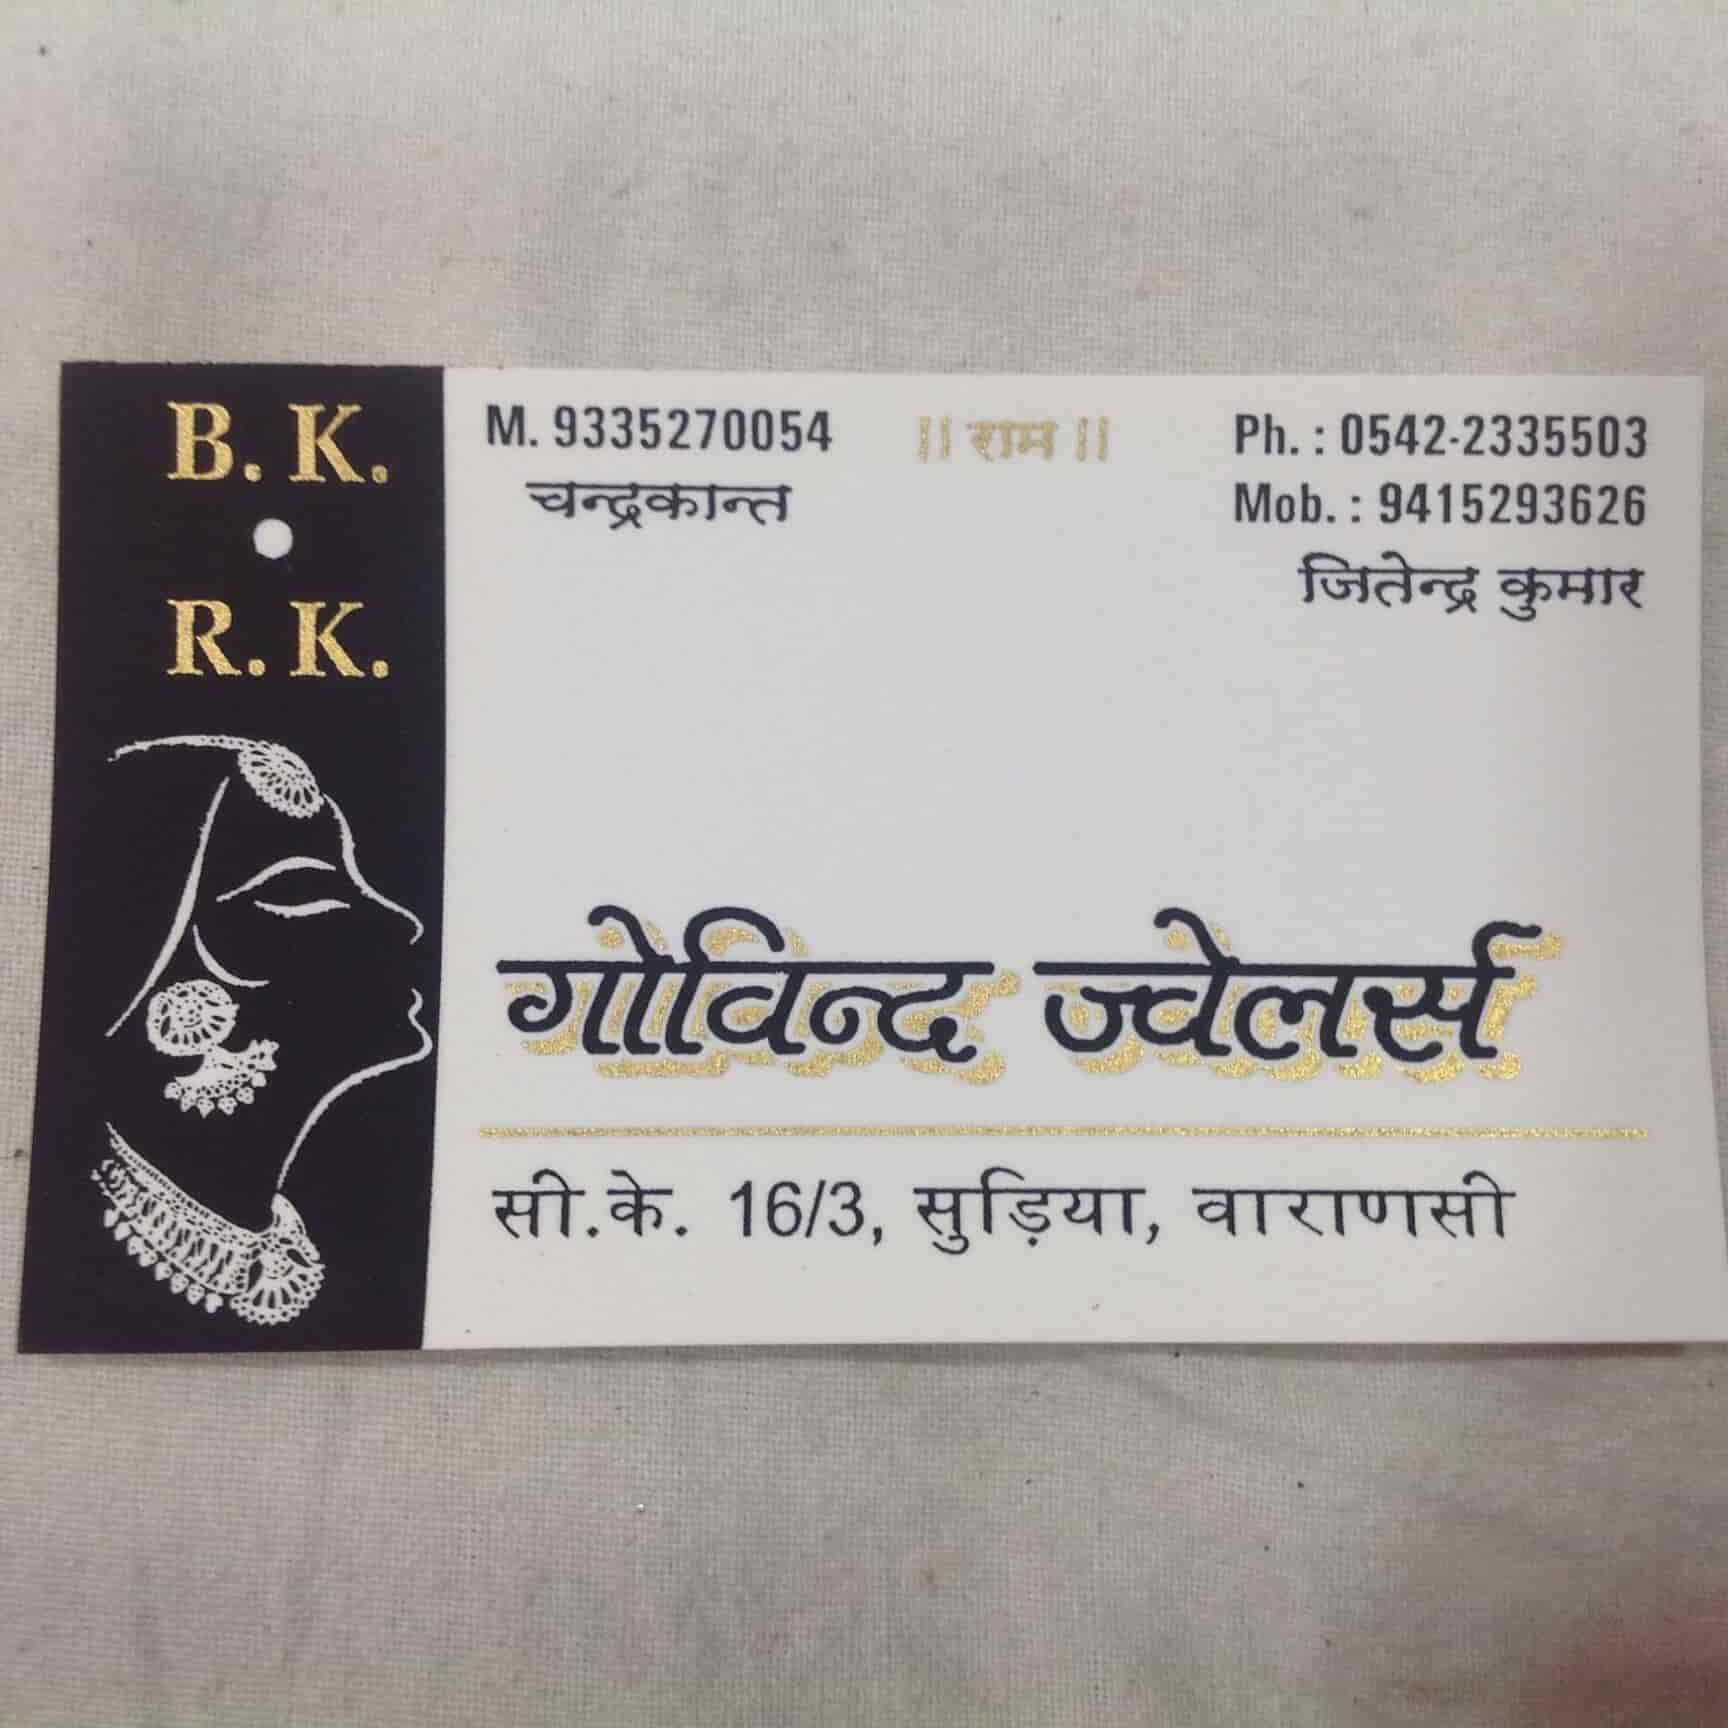 B. K.
R. K.
M. 9335270054
चन्द्रकान्त
|| राम ||
Ph. : 0542-2335503
Mob. : 9415293626
जितेन्द्र कुमार
गोविन्द ज्वेलर्स
सी.के. 16/3, सुड़िया, वाराणसी